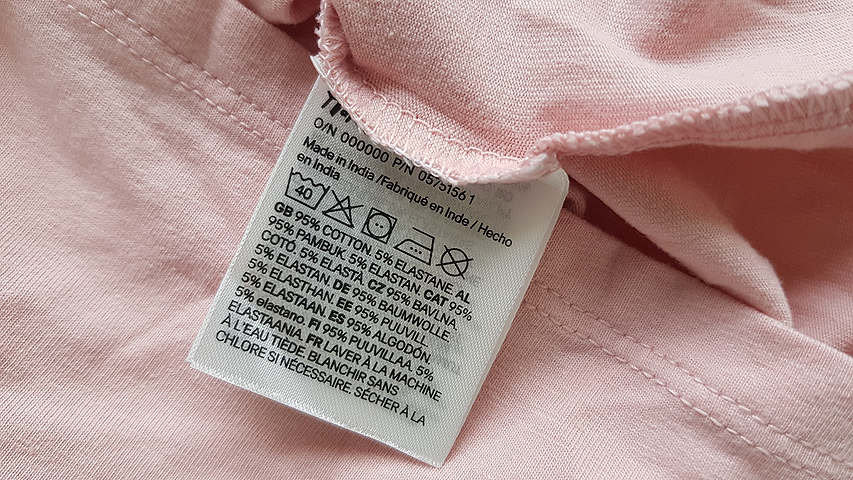 O/N 000000 P/N 0575156 1
Made in India /Fabriqué en Inde / Hecho
en India
40
GB 95% COTTON. 5% ELASTANE. AL
95% PAMBUK. 5% ELASTAN. CAT 95%
COTÓ. 5% ELASTÀ. CZ 95% BAVLNA.
5% ELASTAN. DE 95% BAUMWOLLE.
5% ELASTHAN. EE 95% PUUVILL.
5% ELASTAAN. ES 95% ALGODÓN.
5% elastano. FI 95% PUUVILLAA. 5%
ELASTAANIA. FR LAVER À LA MACHINE
À L'EAU TIÈDE. BLANCHIR SANS
CHLORE SI NÉCESSAIRE. SÉCHER À LA